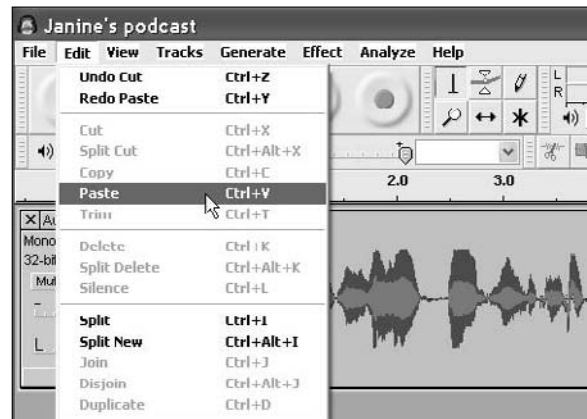 Janine's podcast
File Edit View Tracks Generate Effect Analyze Help
Undo Cut Ctrl+Z
Redo Paste Ctrl+Y
Cut Ctrl+X
Split Cut Ctrl+Alt+X
Copy Ctrl+C
Paste Ctrl+V
Trim Ctrl+T
Delete Ctrl+K
Split Delete Ctrl+Alt+K
Silence Ctrl+L
Split Ctrl+I
Split New Ctrl+Alt+I
Join Ctrl+J
Disjoin Ctrl+Alt+J
Duplicate Ctrl+D
L
R
2.0 3.0
X
Mono
32-bit
L